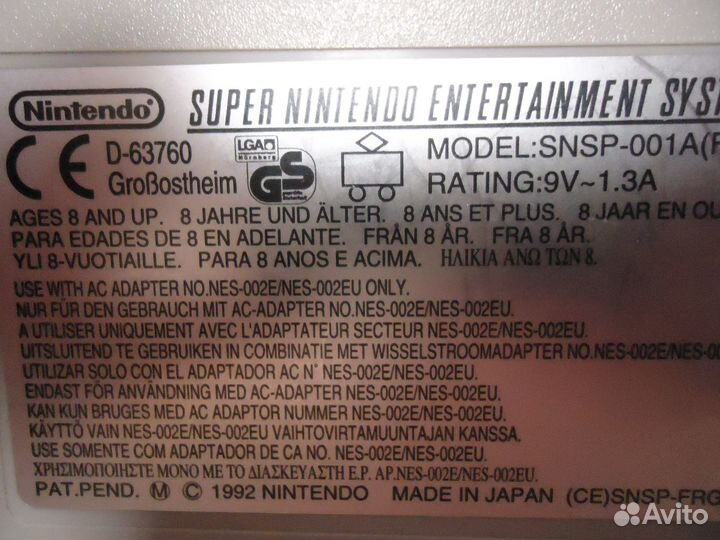 Nintendo SUPER NINTENDO ENTERTAINMENT SYS
CE D-63760 LGA Nürnberg MODEL:SNSP-001A(F
Großostheim geprüfte Sicherheit GS RATING:9V~1.3A
AGES 8 AND UP. 8 JAHRE UND ÄLTER. 8 ANS ET PLUS. 8 JAAR EN OU
PARA EDADES DE 8 EN ADELANTE. FRÅN 8 ÅR. FRA 8 ÅR.
YLI 8-VUOTIAILLE. PARA 8 ANOS E ACIMA. ΗΛΙΚΙΑ ΑΝΩ ΤΩΝ 8.
USE WITH AC ADAPTER NO.NES-002E/NES-002EU ONLY.
NUR FÜR DEN GEBRAUCH MIT AC-ADAPTER NO.NES-002E/NES-002EU.
A UTILISER UNIQUEMENT AVEC L'ADAPTATEUR SECTEUR NES-002E/NES-002EU.
UITSLUITEND TE GEBRUIKEN IN COMBINATIE MET WISSELSTROOMADAPTER NO.NES-002E/NES-00
UTILIZAR SOLO CON EL ADAPTADOR AC N° NES-002E/NES-002EU.
ENDAST FÖR ANVÄNDNING MED AC-ADAPTER NES-002E/NES-002EU.
KAN KUN BRUGES MED AC ADAPTOR NUMMER NES-002E/NES-002EU.
KÄYTTÖ VAIN NES-002E/NES-002EU VAIHTOVIRTAMUUNTAJAN KANSSA.
USE SOMENTE COM ADAPTADOR DE CA NO. NES-002E/NES-002EU.
ΧΡΗΣΙΜΟΠΟΙΗΣΤΕ ΜΟΝΟ ΜΕ ΤΟ ΔΙΑΣΚΕΥΑΣΤΗ Ε.Ρ. ΑΡ.NES-002E/NES-002EU.
PAT.PEND. Ⓜ © 1992 NINTENDO MADE IN JAPAN (CE)SNSP-FRG
Avito